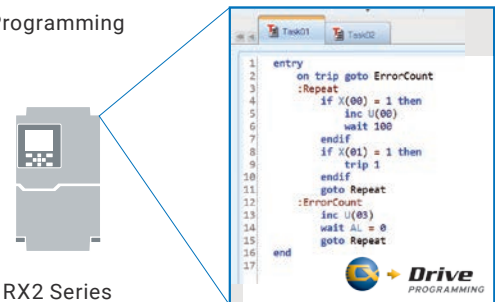 Programming
Task01 Task02
1 entry
2 on trip goto ErrorCount
3 :Repeat
4 if X(00) = 1 then
5 inc U(00)
6 wait 100
7 endif
8 if X(01) = 1 then
9 trip 1
10 endif
11 goto Repeat
12 :ErrorCount
13 inc U(03)
14 wait AL = 0
15 goto Repeat
16 end
17
RX2 Series
CX Drive
PROGRAMMING